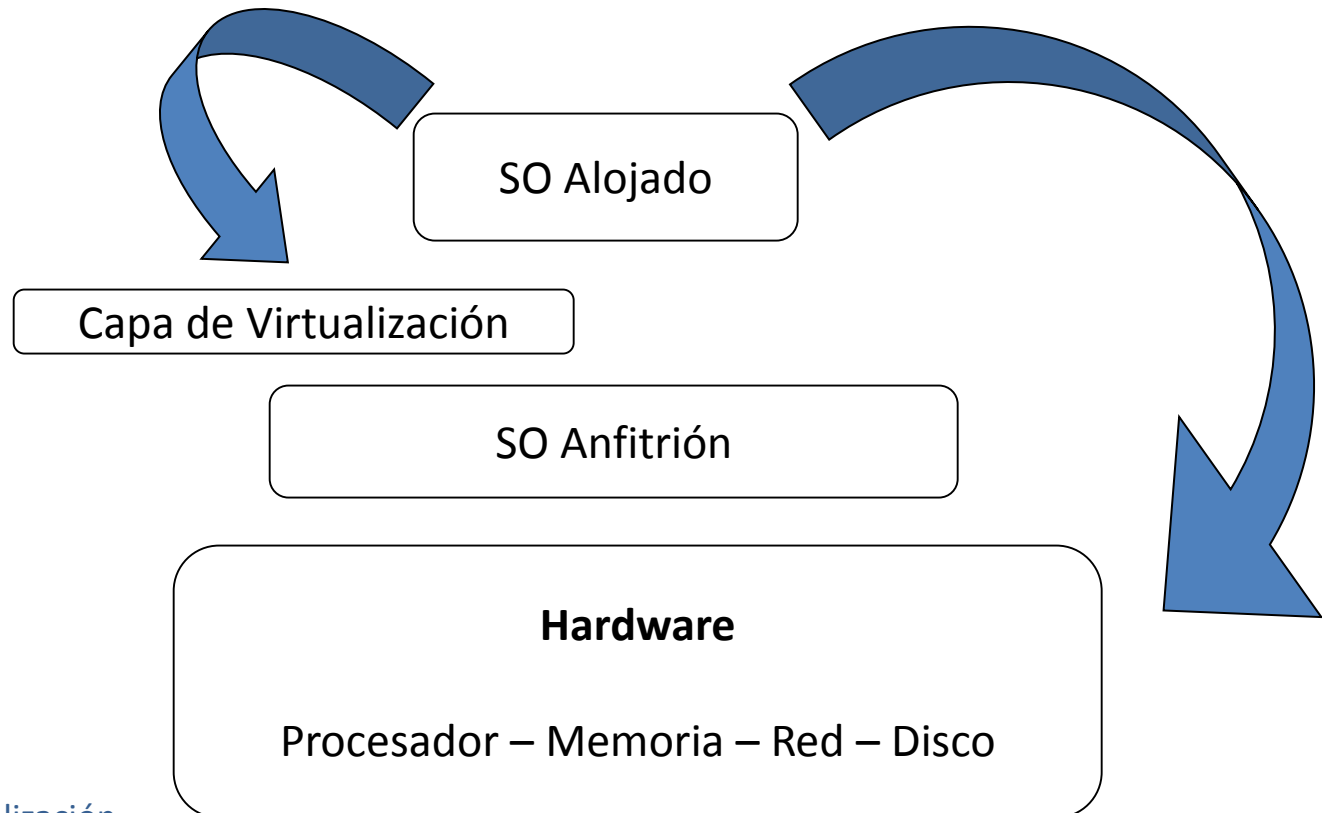 SO Alojado
Capa de Virtualización
SO Anfitrión
Hardware
Procesador – Memoria – Red – Disco